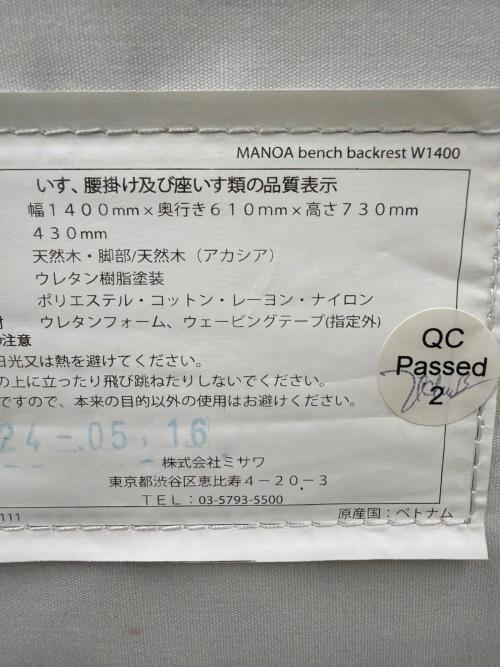 MANOA bench backrest W1400
いす、腰掛け及び座いす類の品質表示
幅１４００mm×奥行き６１０mm×高さ７３０mm
４３０mm
天然木・脚部/天然木（アカシア）
ウレタン樹脂塗装
ポリエステル・コットン・レーヨン・ナイロン
材 ウレタンフォーム、ウェービングテープ(指定外)
の注意
日光又は熱を避けてください。
の上に立ったり飛び跳ねたりしないでください。
ですので、本来の目的以外の使用はお避けください。
QC
Passed
2
24-.05.16
株式会社ミサワ
東京都渋谷区恵比寿４－２０－３
ＴＥＬ：03-5793-5500
111 原産国：ベトナム